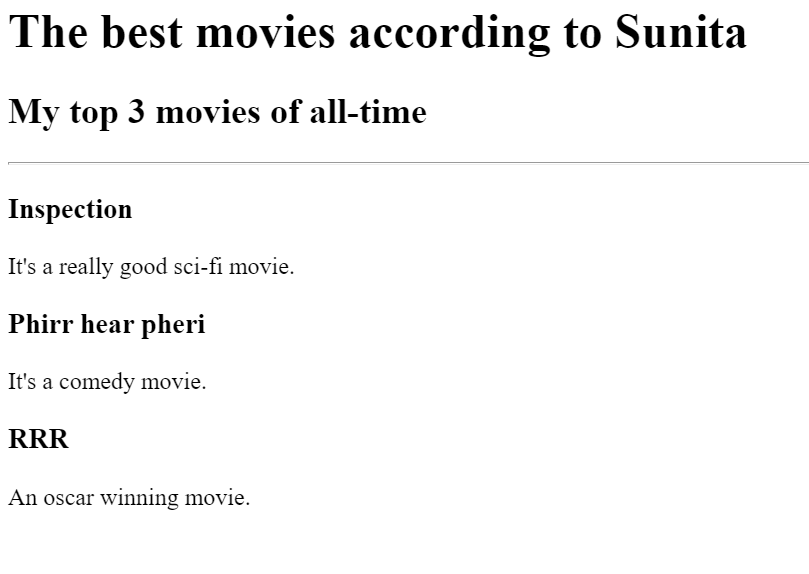 The best movies according to Sunita
My top 3 movies of all-time
Inspection
It's a really good sci-fi movie.
Phirr hear pheri
It's a comedy movie.
RRR
An oscar winning movie.